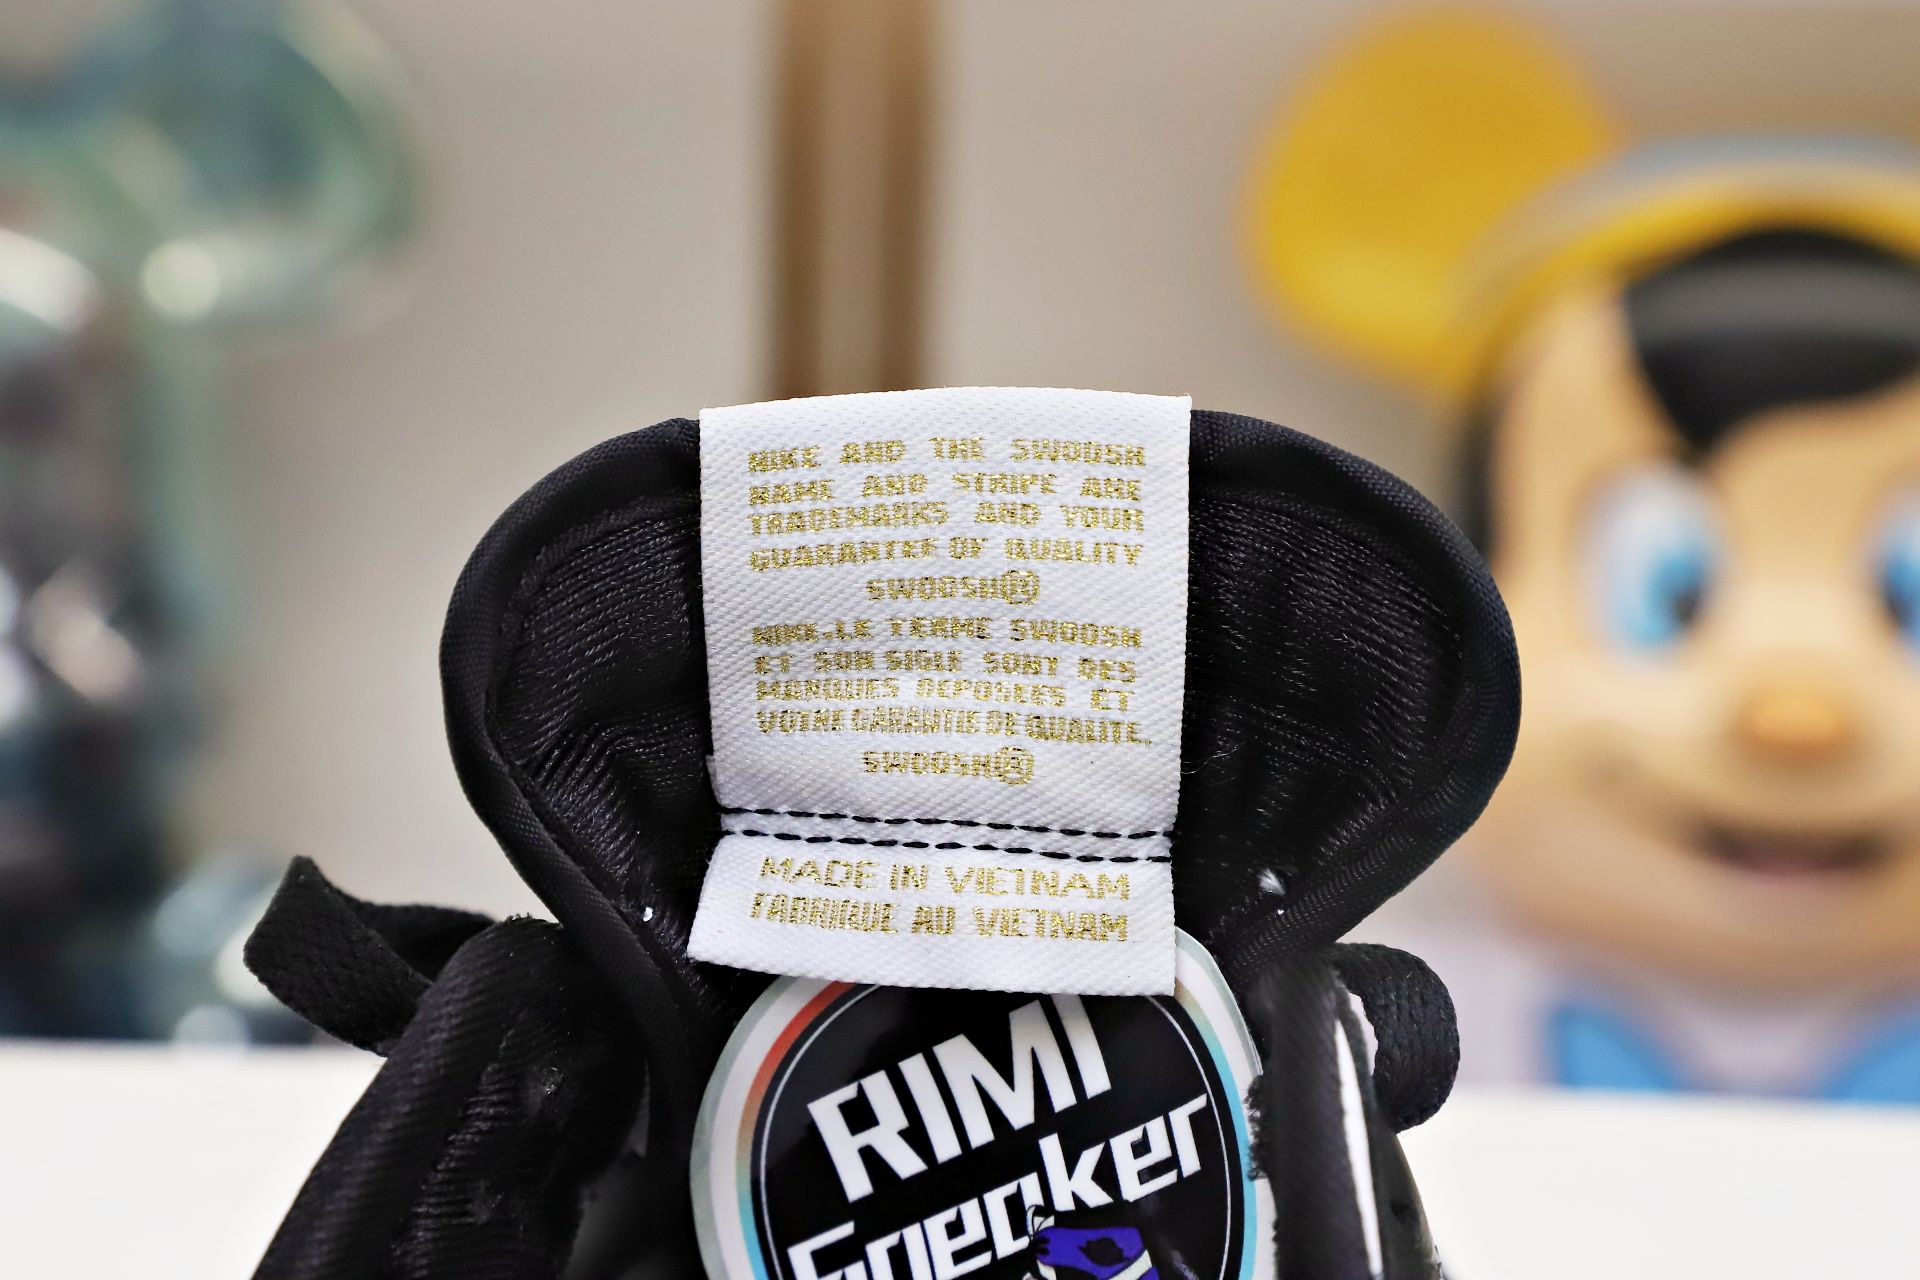 NIKE AND THE SWOOSH
NAME AND STRIPE ARE
TRADEMARKS AND YOUR
GUARANTEE OF QUALITY
SWOOSH®
NIKE.LE TERME SWOOSH
ET SON SIGLE SONT DES
MARQUES DEPOSEES ET
VOTRE GARANTIE DE QUALITE.
SWOOSH®
MADE IN VIETNAM
FABRIQUE AU VIETNAM
RIMI
Sneaker